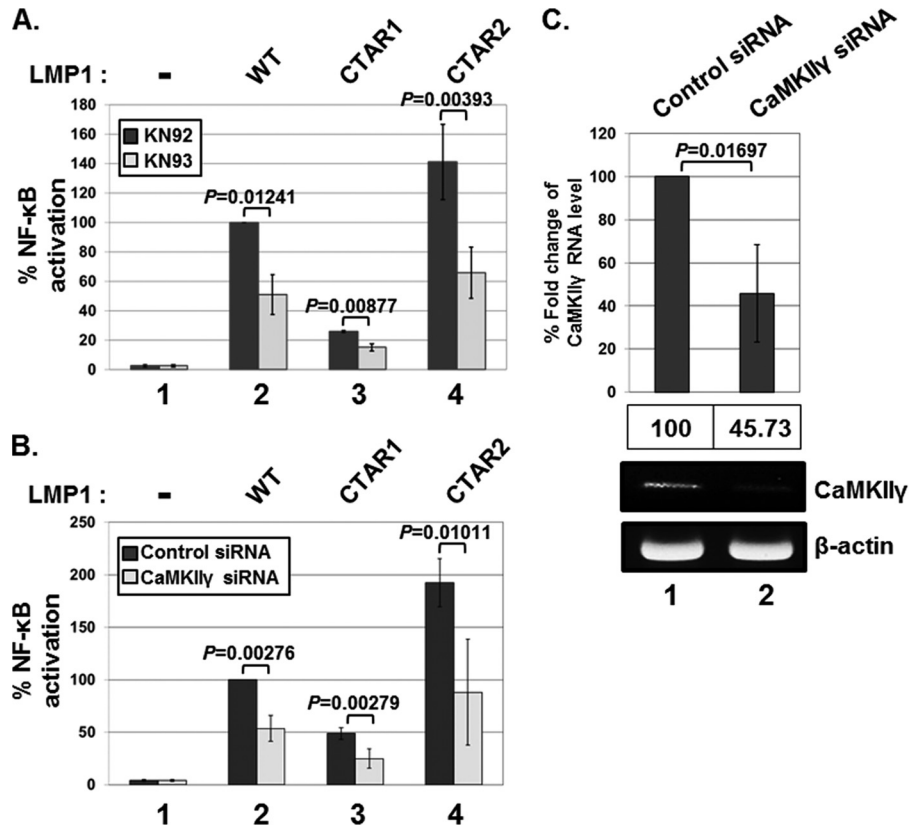 A.
LMP1 : - WT CTAR1 CTAR2
% NF-κB activation
180
160
140
120
100
80
60
40
20
0
KN92
KN93
P=0.01241
P=0.00877
P=0.00393
1 2 3 4
B.
LMP1 : - WT CTAR1 CTAR2
% NF-κB activation
250
200
150
100
50
0
Control siRNA
CaMKIIγ siRNA
P=0.00276
P=0.00279
P=0.01011
1 2 3 4
C.
Control siRNA CaMKIIγ siRNA
% Fold change of
CaMKIIγ RNA level
120
100
80
60
40
20
0
P=0.01697
100 45.73
CaMKIIγ
β-actin
1 2